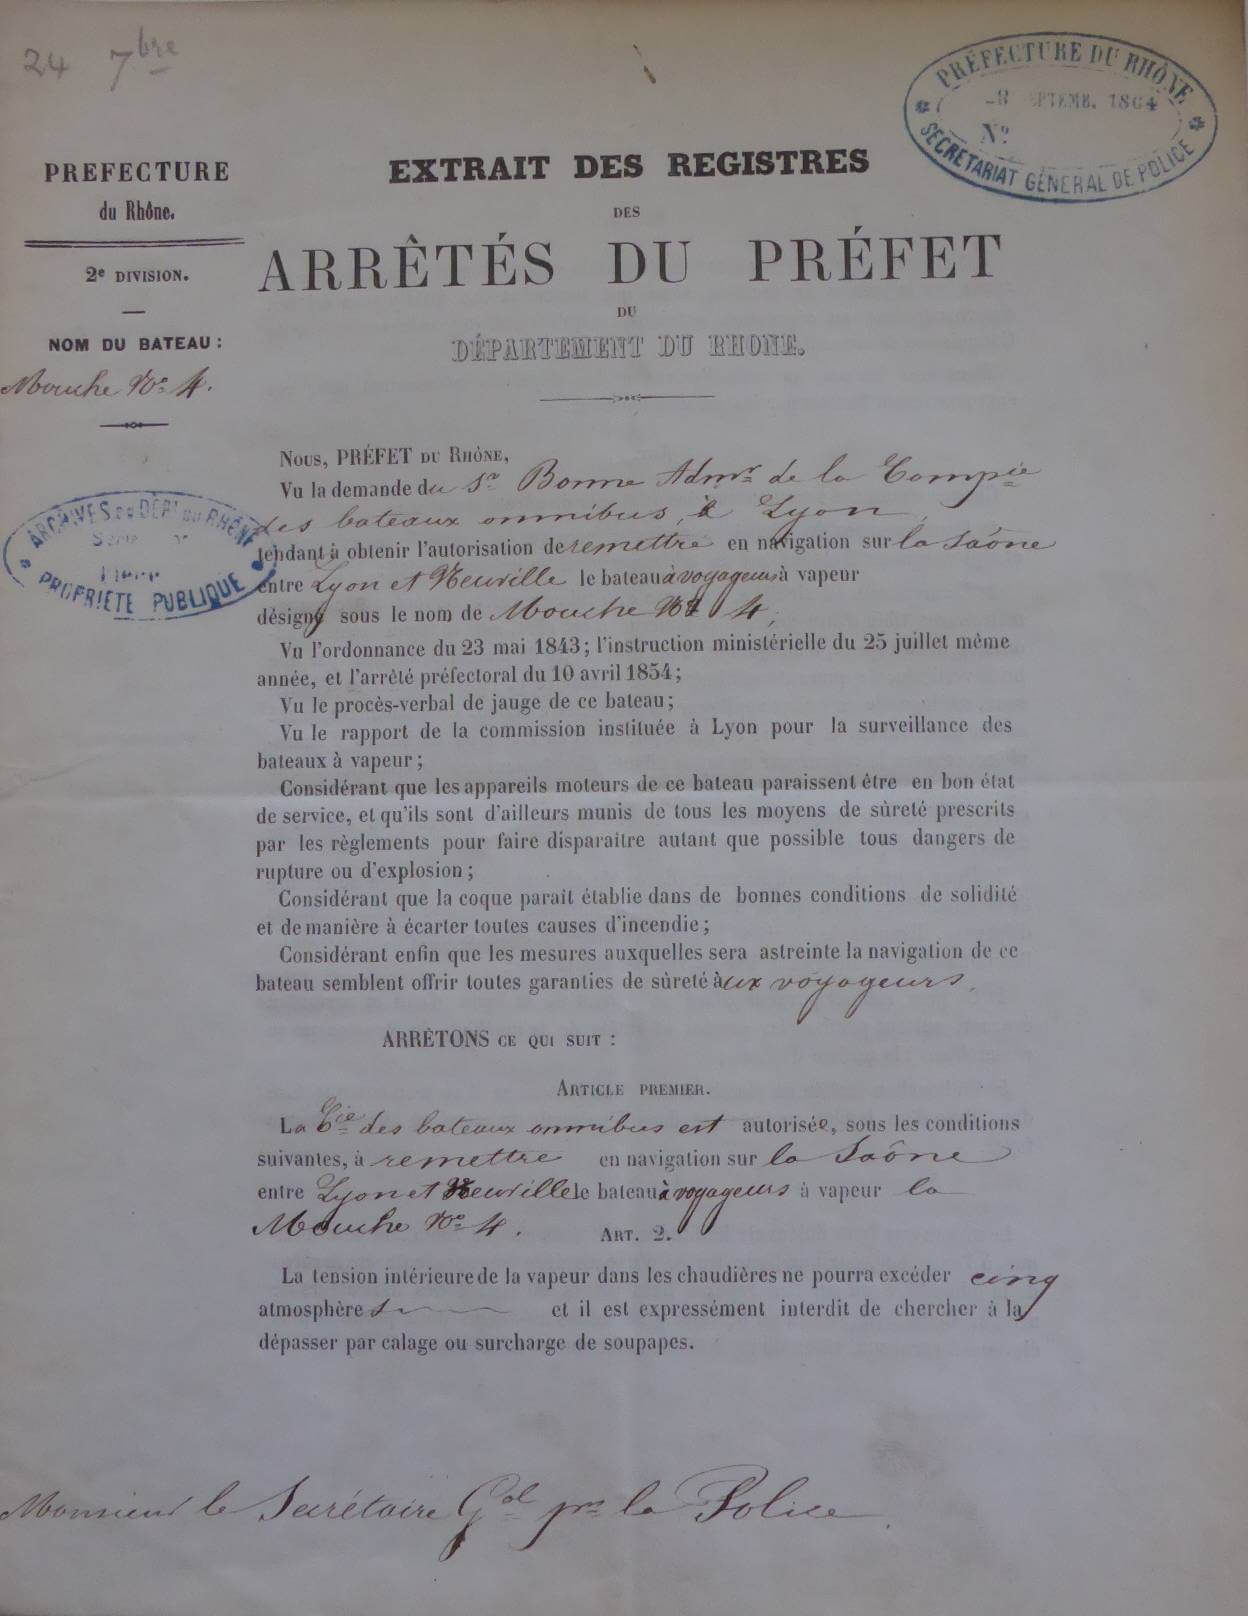 24 7bre
PRÉFECTURE DU RHÔNE
SEPTEMB. 1864
No
SECRÉTARIAT GÉNÉRAL DE POLICE
PREFECTURE
du Rhône.
2e DIVISION.
NOM DU BATEAU :
Mouche No 4.
ARCHIVES DU DÉPT DU RHÔNE
PROPRIÉTÉ PUBLIQUE
EXTRAIT DES REGISTRES
DES
ARRÊTÉS DU PRÉFET
DU
DÉPARTEMENT DU RHONE.
Nous, PRÉFET DU RHÔNE,
Vu la demande du Sr Bonne Admr de la Compie
des bateaux omnibus, à Lyon,
tendant à obtenir l'autorisation de remettre en navigation sur la Saône
entre Lyon et Neuville le bateau à voyageurs à vapeur
désigné sous le nom de Mouche No 4,
Vu l'ordonnance du 23 mai 1843; l'instruction ministérielle du 25 juillet même
année, et l'arrêté préfectoral du 10 avril 1854;
Vu le procès-verbal de jauge de ce bateau;
Vu le rapport de la commission instituée à Lyon pour la surveillance des
bateaux à vapeur;
Considérant que les appareils moteurs de ce bateau paraissent être en bon état
de service, et qu'ils sont d'ailleurs munis de tous les moyens de sûreté prescrits
par les règlements pour faire disparaître autant que possible tous dangers de
rupture ou d'explosion;
Considérant que la coque paraît établie dans de bonnes conditions de solidité
et de manière à écarter toutes causes d'incendie;
Considérant enfin que les mesures auxquelles sera astreinte la navigation de ce
bateau semblent offrir toutes garanties de sûreté aux voyageurs.
ARRÊTONS CE QUI SUIT :
ARTICLE PREMIER.
La Cie des bateaux omnibus est autorisée, sous les conditions
suivantes, à remettre en navigation sur la Saône
entre Lyon et Neuville le bateau à voyageurs à vapeur la
Mouche No 4.
ART. 2.
La tension intérieure de la vapeur dans les chaudières ne pourra excéder cinq
atmosphères et il est expressément interdit de chercher à la
dépasser par calage ou surcharge de soupapes.
Monsieur le Secrétaire Gal pr la Police.